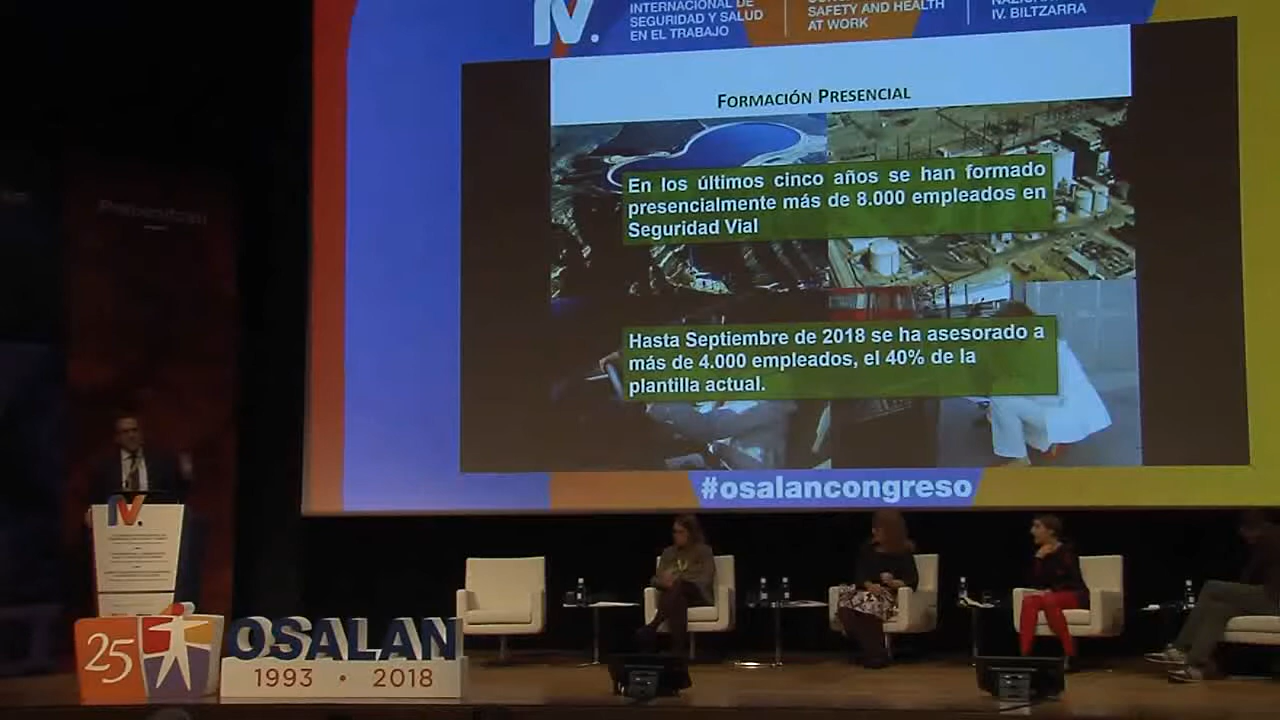 IV.
INTERNACIONAL DE
SEGURIDAD Y SALUD
EN EL TRABAJO
SAFETY AND HEALTH
AT WORK
IV. BILTZARRA
FORMACIÓN PRESENCIAL
En los últimos cinco años se han formado
presencialmente más de 8.000 empleados en
Seguridad Vial
Hasta Septiembre de 2018 se ha asesorado a
más de 4.000 empleados, el 40% de la
plantilla actual.
#osalancongreso
IV.
25
OSALAN
1993 • 2018